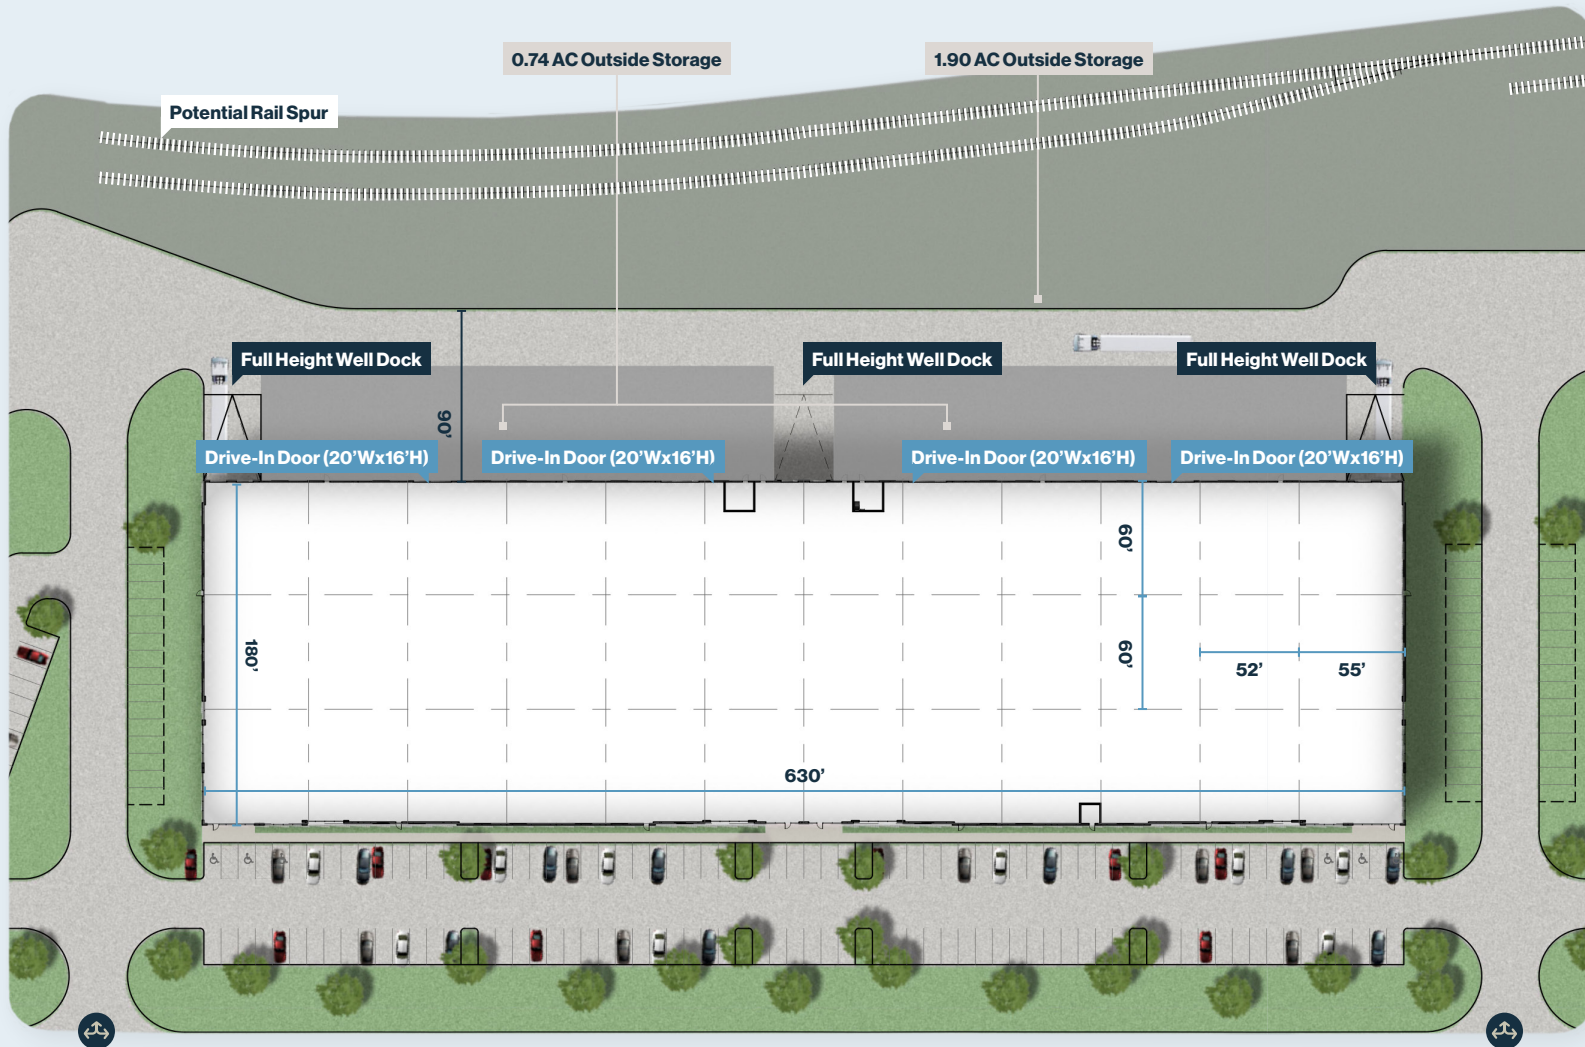 0.74 AC Outside Storage
1.90 AC Outside Storage
Potential Rail Spur
Full Height Well Dock
Full Height Well Dock
Full Height Well Dock
90’
Drive-In Door (20’Wx16’H)
Drive-In Door (20’Wx16’H)
Drive-In Door (20’Wx16’H)
Drive-In Door (20’Wx16’H)
60’
180’
60’
52’
55’
630’